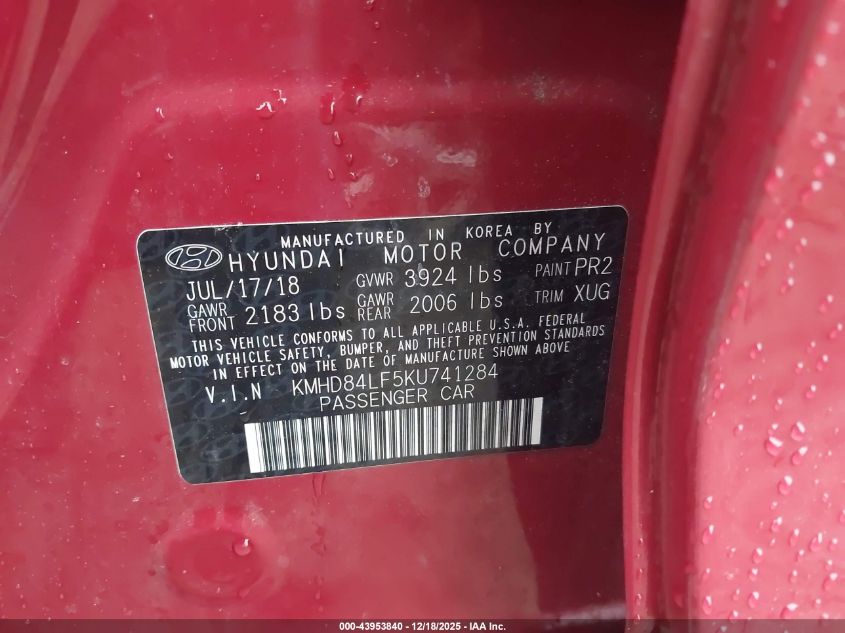 MANUFACTURED IN KOREA BY
HYUNDAI MOTOR COMPANY
JUL/17/18 GVWR 3924 lbs PAINT PR2
GAWR FRONT 2183 lbs GAWR REAR 2006 lbs TRIM XUG
THIS VEHICLE CONFORMS TO ALL APPLICABLE U.S.A. FEDERAL
MOTOR VEHICLE SAFETY, BUMPER, AND THEFT PREVENTION STANDARDS
IN EFFECT ON THE DATE OF MANUFACTURE SHOWN ABOVE
V.I.N KMHD84LF5KU741284
PASSENGER CAR
000-43953840 - 12/18/2025 - IAA Inc.